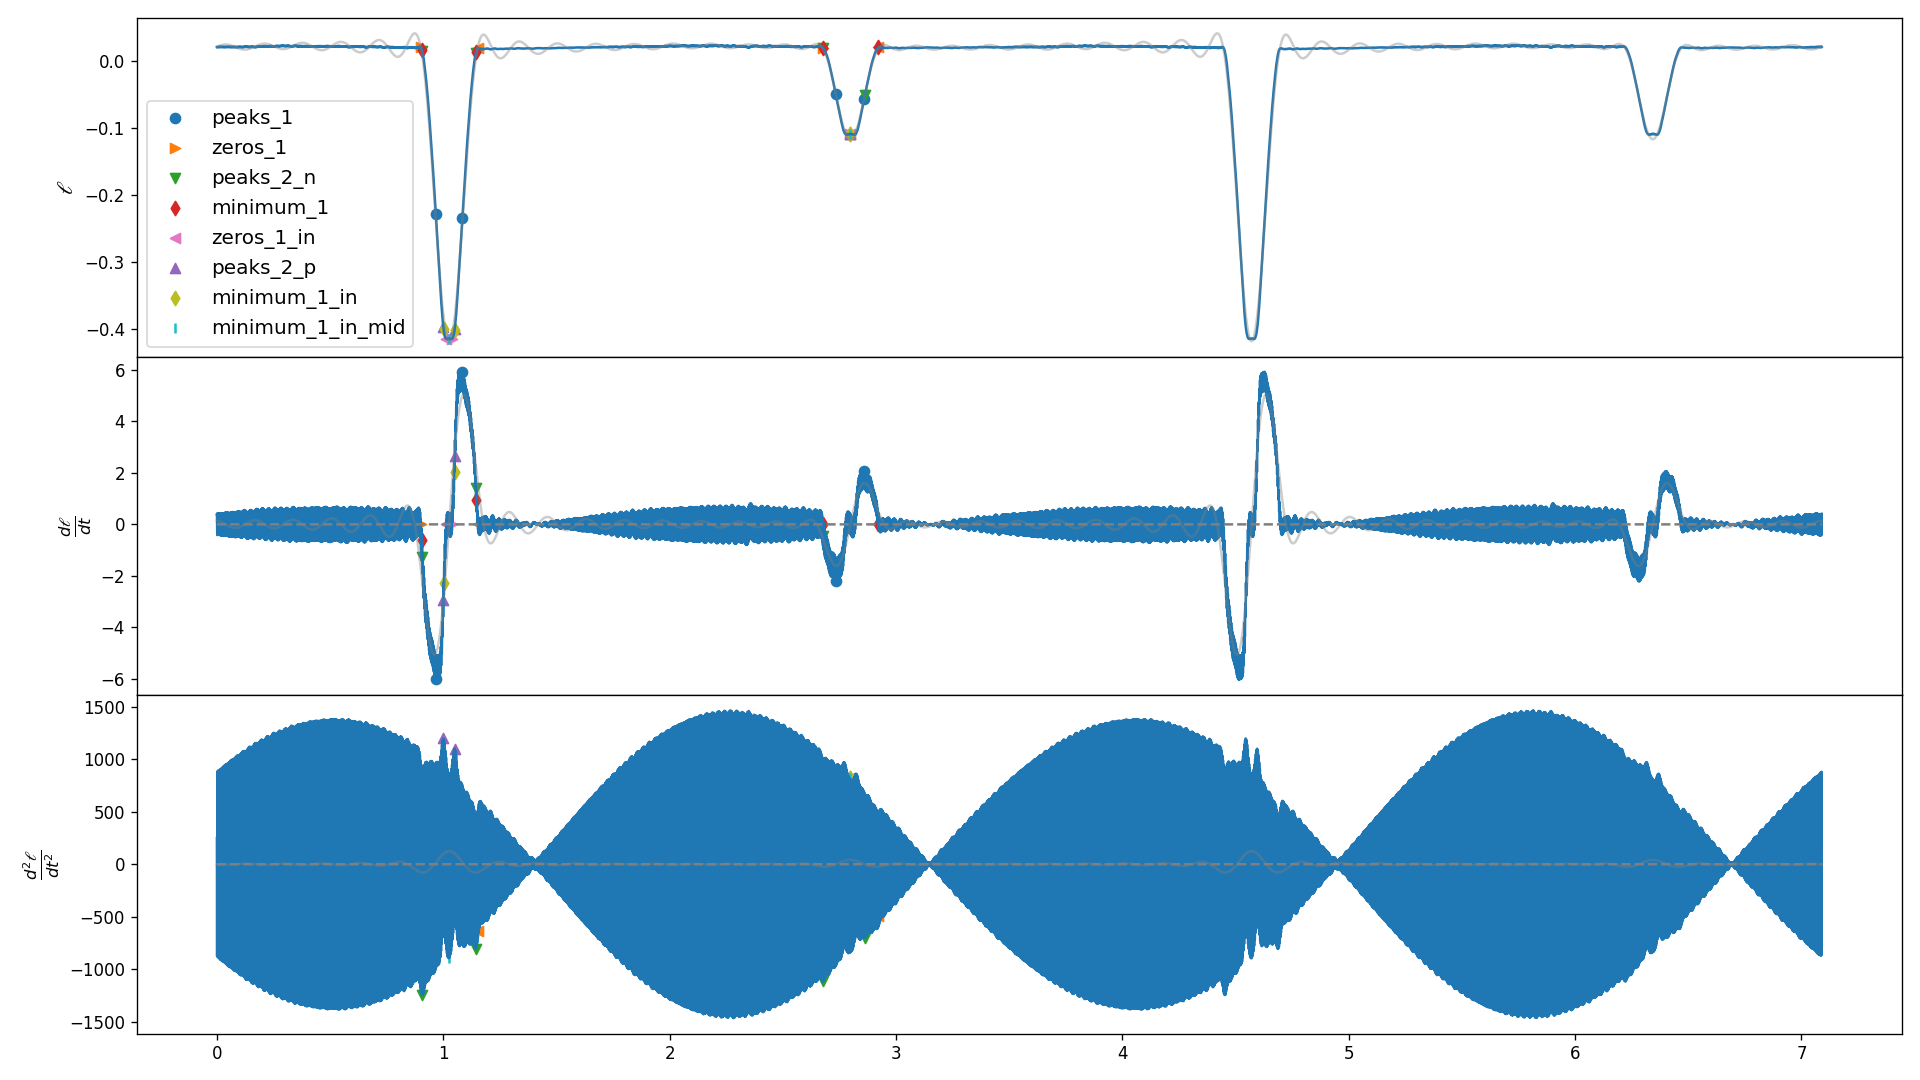 0.0
−0.1
−0.2
−0.3
−0.4
ℓ
peaks_1
zeros_1
peaks_2_n
minimum_1
zeros_1_in
peaks_2_p
minimum_1_in
minimum_1_in_mid
6
4
2
0
−2
−4
−6
dℓ
dt
1500
1000
500
0
−500
−1000
−1500
d²ℓ
dt²
0 1 2 3 4 5 6 7